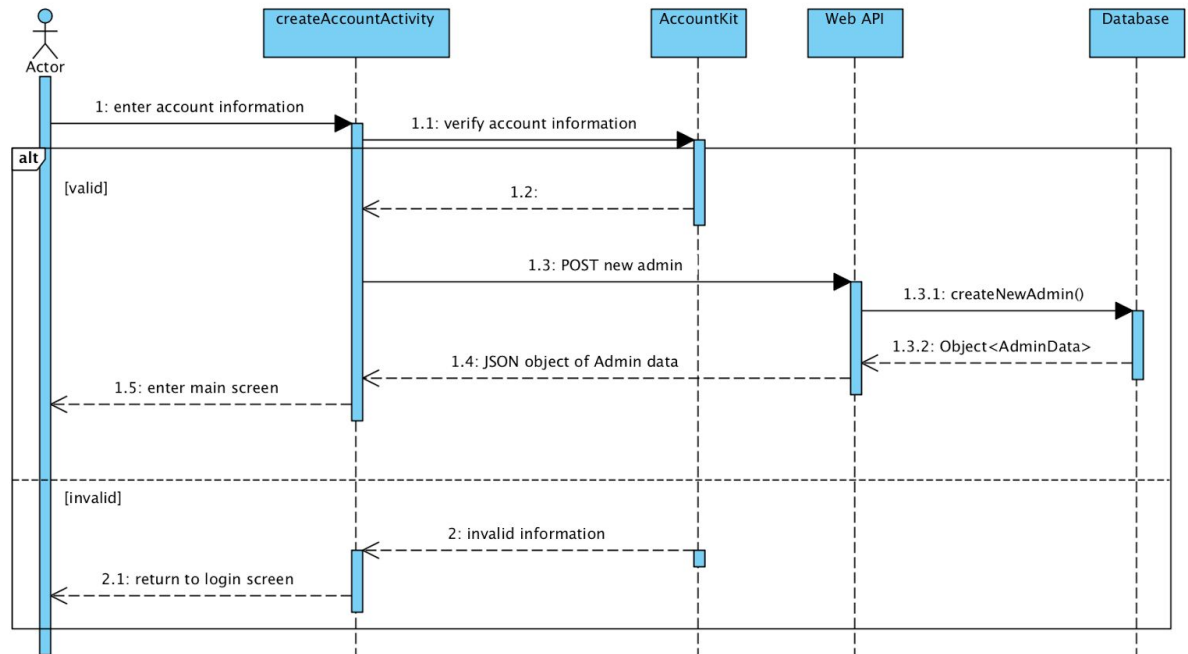 createAccountActivity
AccountKit
Web API
Database
Actor
1: enter account information
1.1: verify account information
alt
[valid]
1.2:
1.3: POST new admin
1.3.1: createNewAdmin()
1.3.2: Object<AdminData>
1.4: JSON object of Admin data
1.5: enter main screen
[invalid]
2: invalid information
2.1: return to login screen